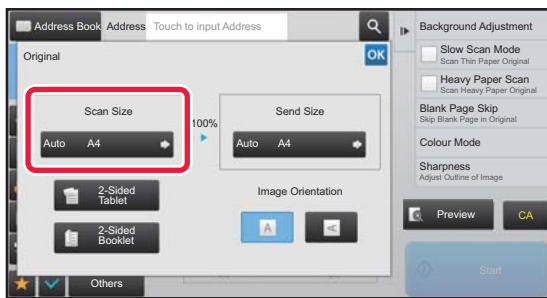 Address Book
Address
Touch to input Address
Original
OK
Scan Size
Auto A4
100%
Send Size
Auto A4
2-Sided
Tablet
2-Sided
Booklet
Image Orientation
A
A
Others
Background Adjustment
Slow Scan Mode
Scan Thin Paper Original
Heavy Paper Scan
Scan Heavy Paper Original
Blank Page Skip
Skip Blank Page in Original
Colour Mode
Sharpness
Adjust Outline of Image
Preview
CA
Start